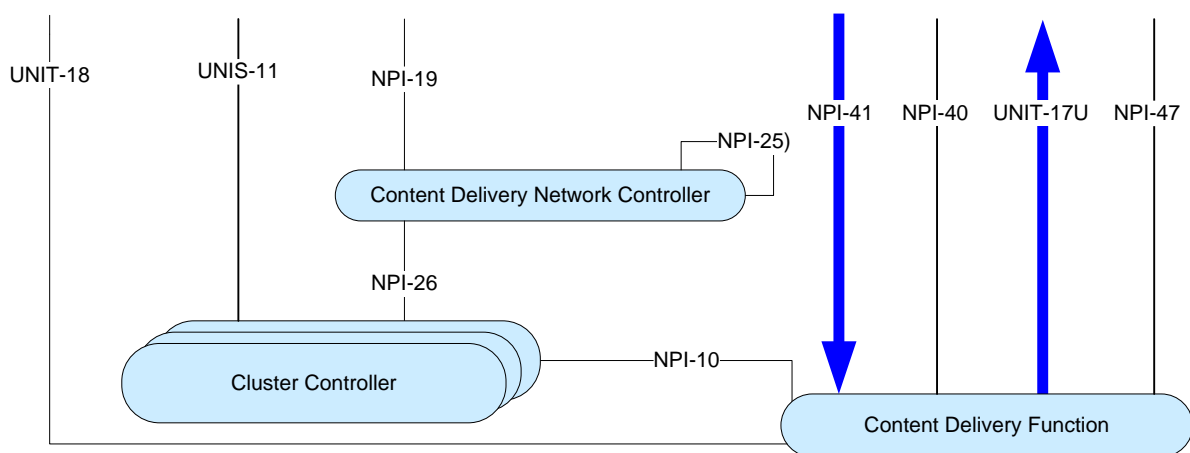 UNIT-18
UNIS-11
NPI-19
NPI-41
NPI-40
UNIT-17U
NPI-47
NPI-25)
Content Delivery Network Controller
NPI-26
NPI-10
Cluster Controller
Content Delivery Function